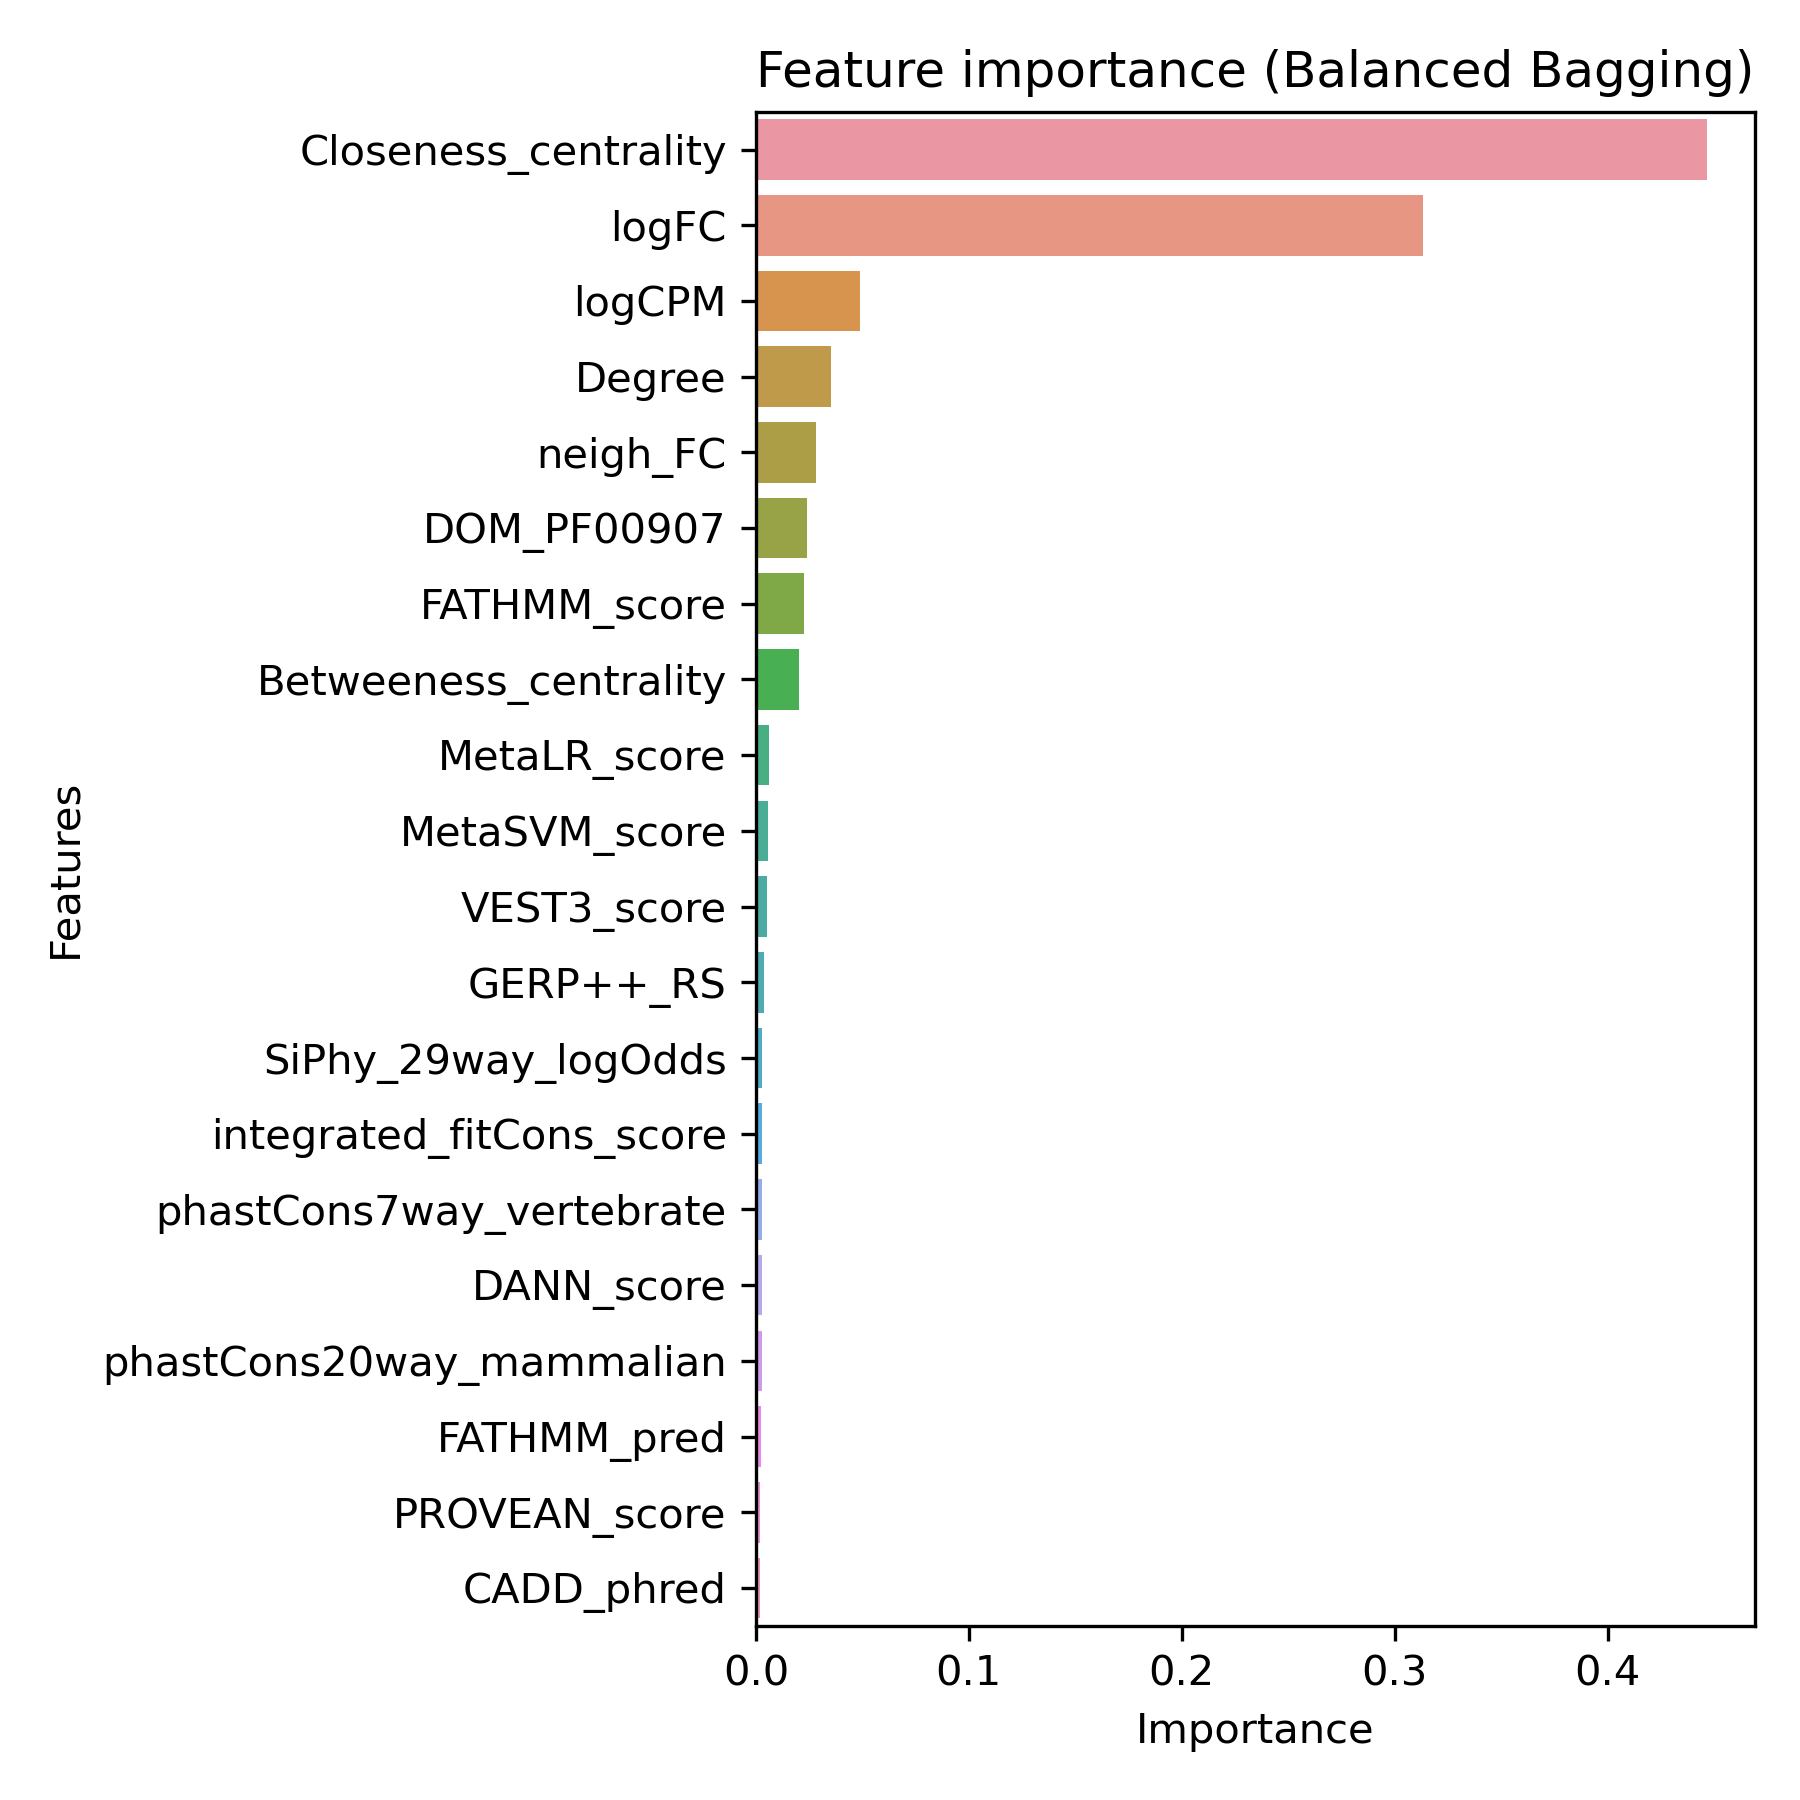 Feature importance (Balanced Bagging)
Closeness_centrality
logFC
logCPM
Degree
neigh_FC
DOM_PF00907
FATHMM_score
Betweeness_centrality
MetaLR_score
MetaSVM_score
VEST3_score
GERP++_RS
SiPhy_29way_logOdds
integrated_fitCons_score
phastCons7way_vertebrate
DANN_score
phastCons20way_mammalian
FATHMM_pred
PROVEAN_score
CADD_phred
Features
0.0 0.1 0.2 0.3 0.4
Importance